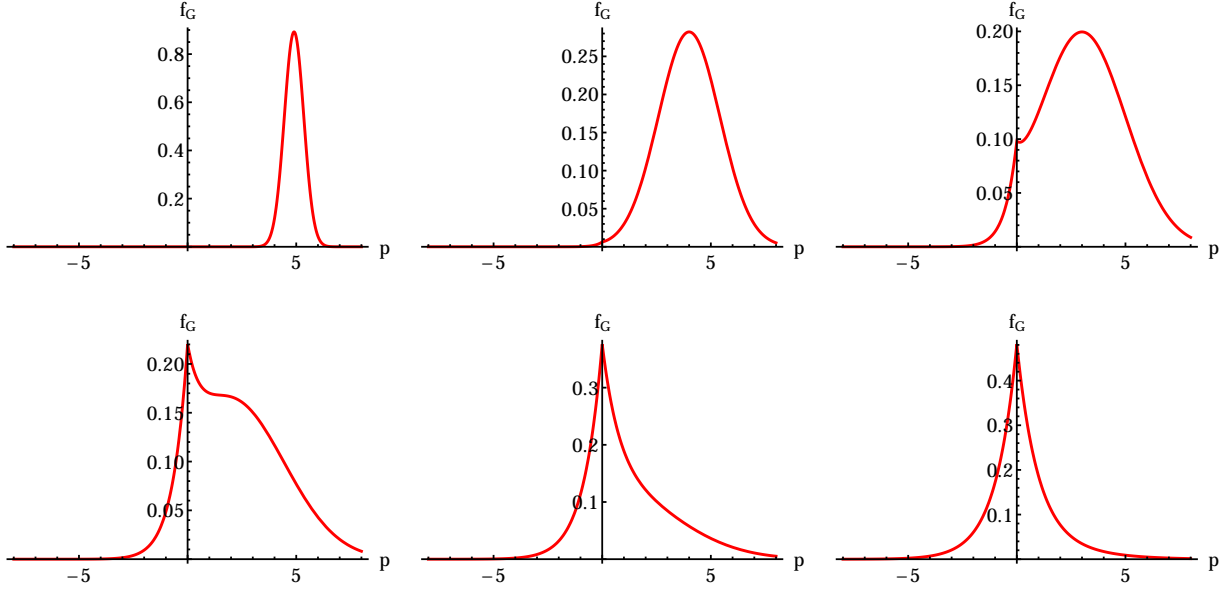 f_G f_G f_G
0.8 0.25 0.20
0.6 0.20 0.15
0.4 0.15 0.10
0.2 0.10 0.05
0.05
−5 5 p −5 5 p −5 5 p
f_G f_G f_G
0.20 0.3 0.4
0.15 0.2 0.3
0.10 0.1 0.2
0.05 0.1
−5 5 p −5 5 p −5 5 p